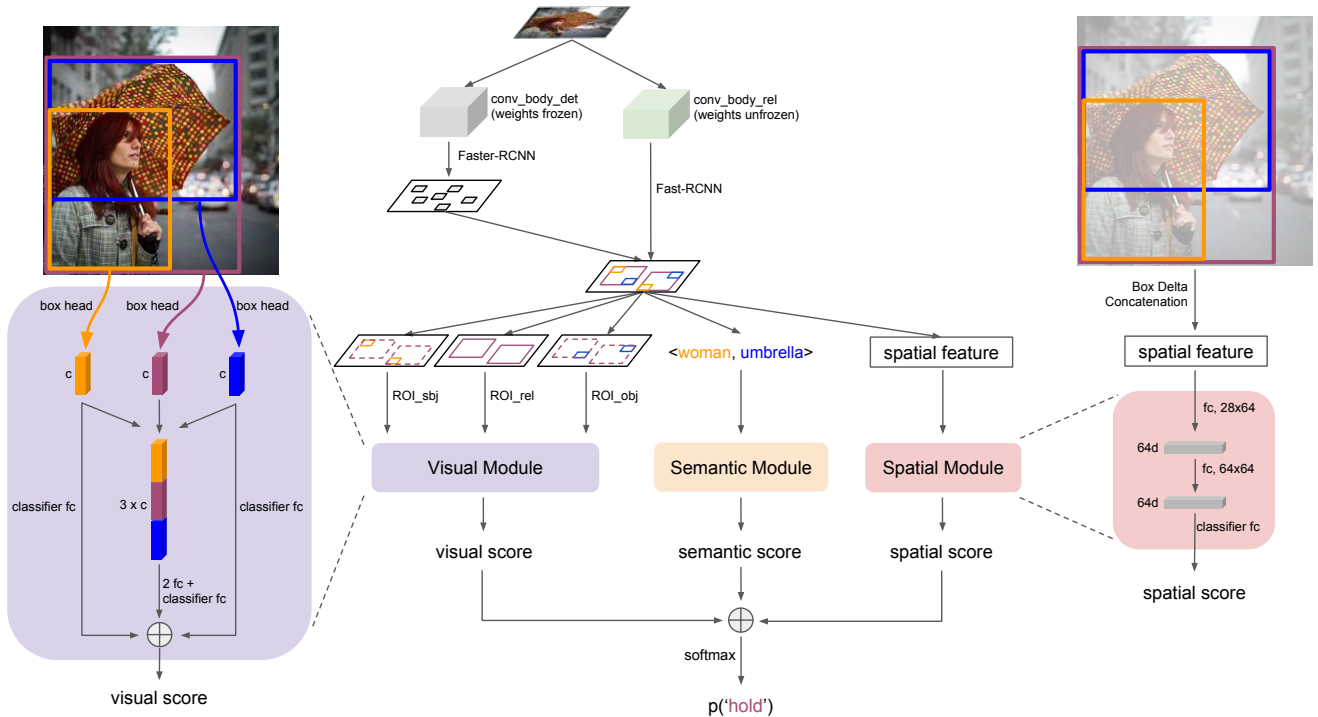 conv_body_det
(weights frozen)
conv_body_rel
(weights unfrozen)
Faster-RCNN
Fast-RCNN
box head
box head
box head
c
c
c
classifier fc
3 x c
classifier fc
2 fc +
classifier fc
visual score
<woman, umbrella>
spatial feature
ROI_sbj
ROI_rel
ROI_obj
Visual Module
Semantic Module
Spatial Module
visual score
semantic score
spatial score
softmax
p('hold')
Box Delta
Concatenation
spatial feature
fc, 28x64
64d
fc, 64x64
64d
classifier fc
spatial score